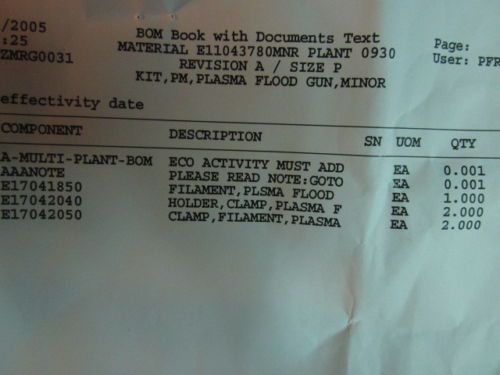 /2005 BOM Book with Documents Text
:25 MATERIAL E11043780MNR PLANT 0930 Page:
ZMRG0031 REVISION A / SIZE P User: PFR
KIT,PM,PLASMA FLOOD GUN,MINOR
effectivity date
COMPONENT DESCRIPTION SN UOM QTY
A-MULTI-PLANT-BOM ECO ACTIVITY MUST ADD EA 0.001
AAANOTE PLEASE READ NOTE:GOTO EA 0.001
E17041850 FILAMENT,PLSMA FLOOD EA 1.000
E17042040 HOLDER,CLAMP,PLASMA F EA 2.000
E17042050 CLAMP,FILAMENT,PLASMA EA 2.000